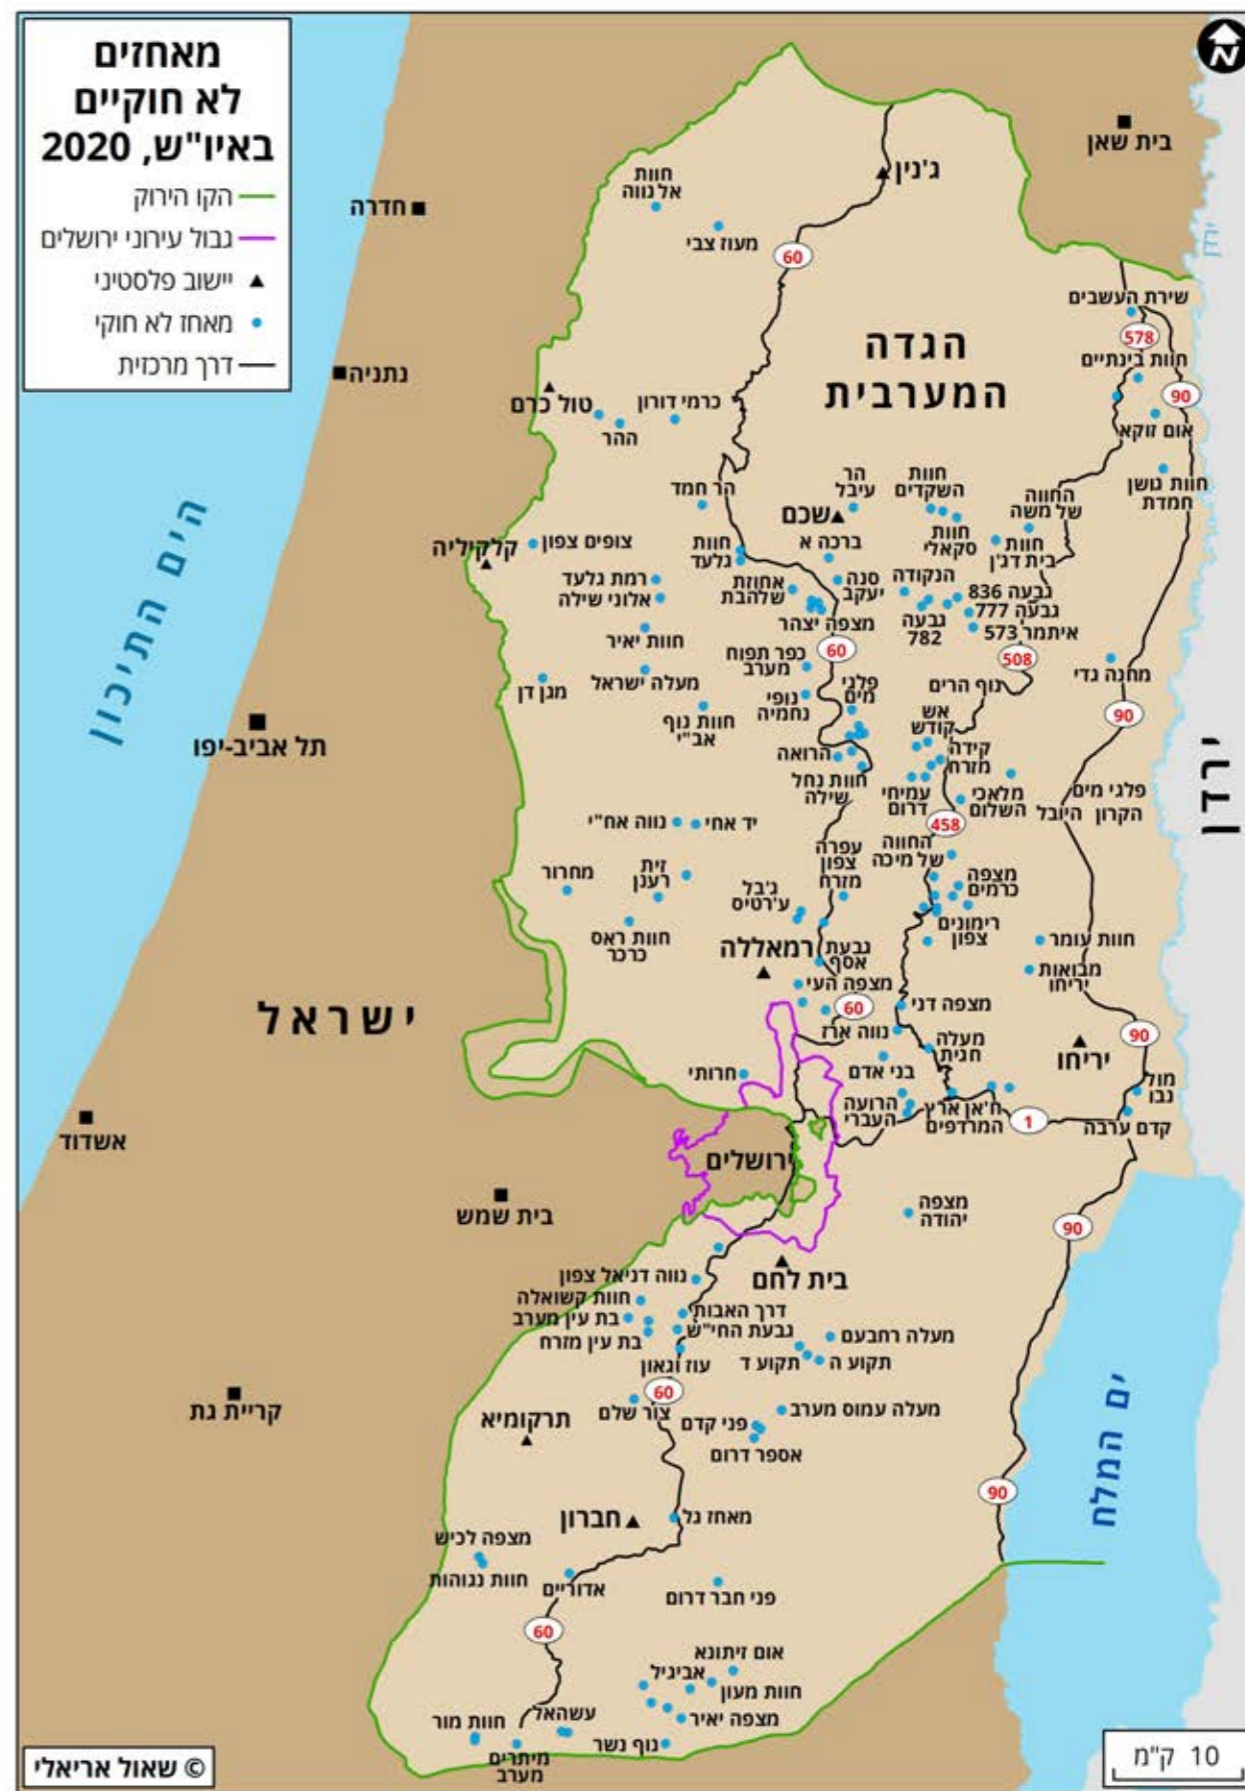 מאחזים
לא חוקיים
באיו"ש, 2020
הקו הירוק
גבול עירוני ירושלים
יישוב פלסטיני
מאחז לא חוקי
דרך מרכזית
N
בית שאן
ג'נין
חוות
אל נווה
חדרה
מעוז צבי
60
ירדן
שירת העשבים
578
הגדה
המערבית
חוות בינתיים
נתניה
90
טול כרם
כרמי דורון
ההר
אום זוקא
הים התיכון
הר חמד
הר
עיבל
חוות
השקדים
החווה
של משה
חוות גושן
חמדת
שכם
קלקיליה
צופים צפון
חוות
גלעד
ברכה א
חוות
סקאלי
חוות
בית דג'ן
רמת גלעד
אלוני שילה
אחוזת
שלהבת
סנה
יעקב
הנקודה
גבעה 836
גבעה 777
גבעה
782
איתמר 573
חוות יאיר
מצפה יצהר
60
508
כפר תפוח
מערב
מחנה גדי
מגן דן
מעלה ישראל
נופי
נחמיה
פלגי
מים
נוף הרים
חוות נוף
אב"י
אש
קודש
90
תל אביב-יפו
הרואה
קידה
מזרח
ירדן
חוות נחל
שילה
עמיחי
דרום
מלאכי
השלום
פלגי מים
הקרון היובל
נווה אח"י
יד אחי
458
עפרה
צפון
מזרח
החווה
של מיכה
מחרור
זית
רענן
ג'בל
ע'רטיס
מצפה
כרמים
רימונים
צפון
חוות ראס
כרכר
רמאללה
גבעת
אסף
חוות עומר
מבואות
יריחו
מצפה העי
ישראל
60
מצפה דני
נווה ארז
90
מעלה
חגית
יריחו
חרותי
בני אדם
מול
נבו
הרועה
העברי
ח'אן ארץ
המרדפים
1
קדם ערבה
אשדוד
ירושלים
בית שמש
מצפה
יהודה
90
בית לחם
נווה דניאל צפון
חוות קשואלה
דרך האבות
בת עין מערב
גבעת החי"ש
מעלה רחבעם
בת עין מזרח
עוז וגאון
תקוע ד
תקוע ה
60
קריית גת
צור שלם
מעלה עמוס מערב
תרקומיא
פני קדם
אספר דרום
ים המלח
90
חברון
מאחז גל
מצפה לכיש
חוות נגוהות
אדוריים
פני חבר דרום
60
אום זיתונא
אביגיל
חוות מעון
חוות מור
עשהאל
מצפה יאיר
מיתרים
מערב
נוף נשר
10 ק"מ
© שאול אריאלי